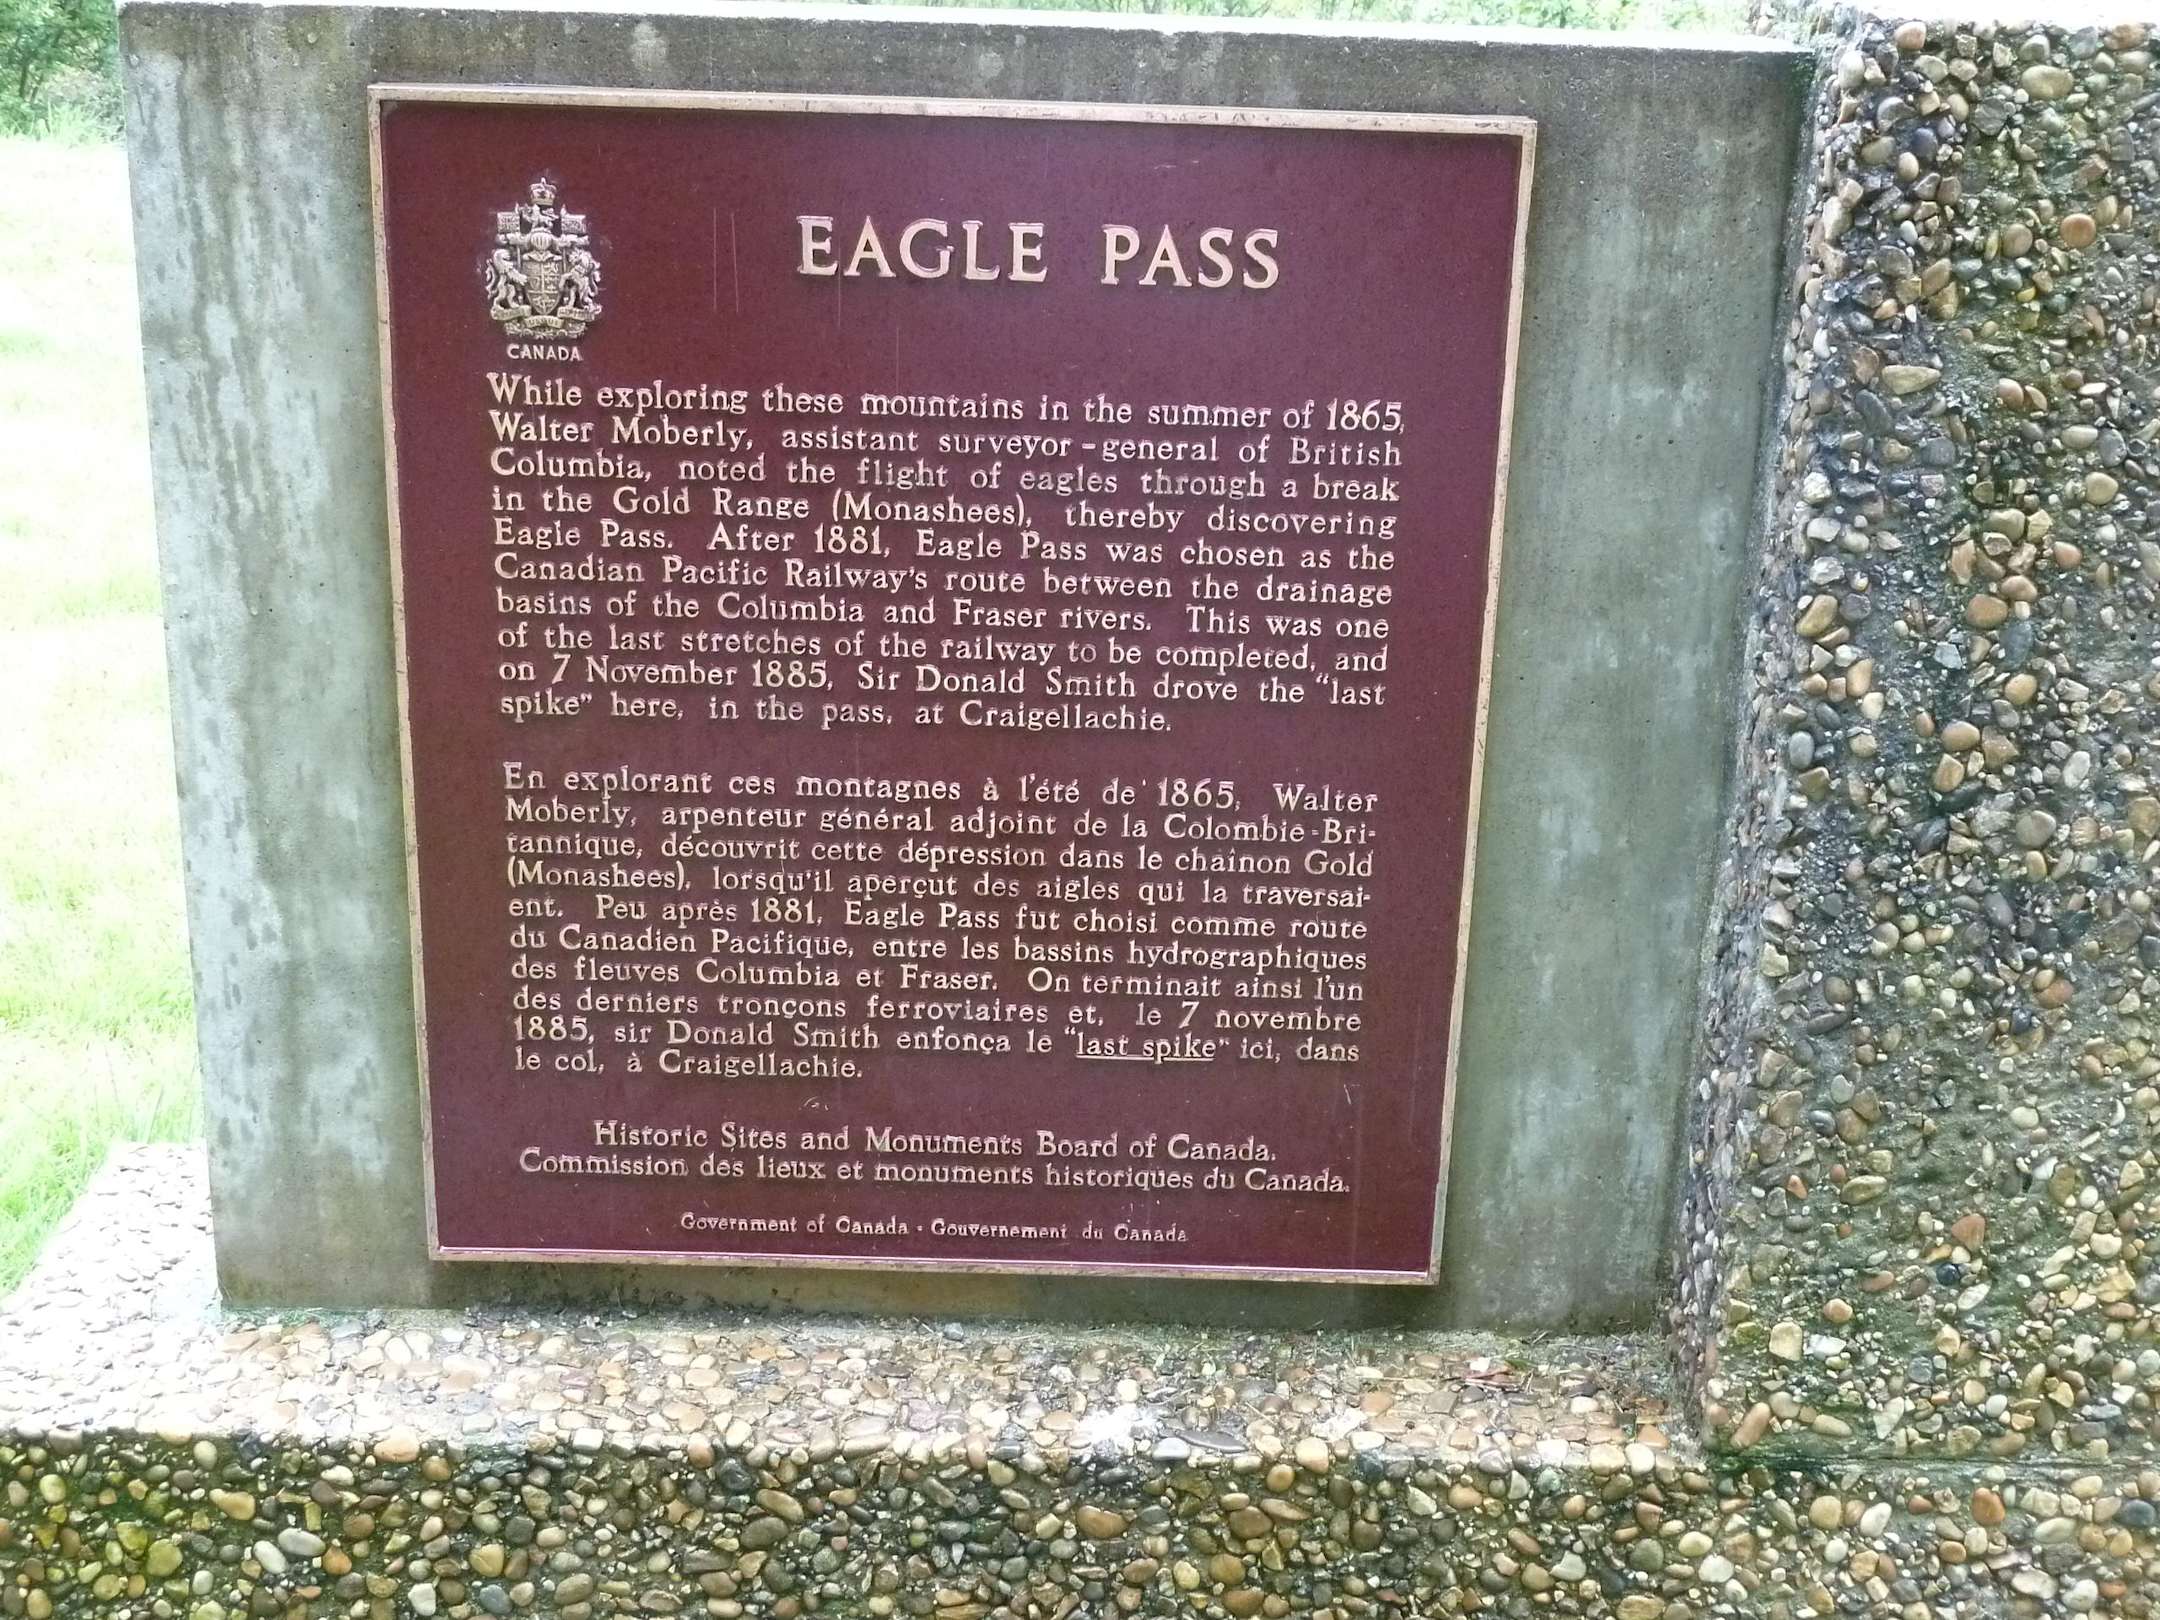 EAGLE PASS
CANADA
While exploring these mountains in the summer of 1865,
Walter Moberly, assistant surveyor-general of British
Columbia, noted the flight of eagles through a break
in the Gold Range (Monashees), thereby discovering
Eagle Pass. After 1881, Eagle Pass was chosen as the
Canadian Pacific Railway's route between the drainage
basins of the Columbia and Fraser rivers. This was one
of the last stretches of the railway to be completed, and
on 7 November 1885, Sir Donald Smith drove the "last
spike" here, in the pass, at Craigellachie.
En explorant ces montagnes à l'été de 1865, Walter
Moberly, arpenteur général adjoint de la Colombie-Bri-
tannique, découvrit cette dépression dans le chaînon Gold
(Monashees), lorsqu'il aperçut des aigles qui la traversai-
ent. Peu après 1881, Eagle Pass fut choisi comme route
du Canadien Pacifique, entre les bassins hydrographiques
des fleuves Columbia et Fraser. On terminait ainsi l'un
des derniers tronçons ferroviaires et, le 7 novembre
1885, sir Donald Smith enfonça le "last spike" ici, dans
le col, à Craigellachie.
Historic Sites and Monuments Board of Canada.
Commission des lieux et monuments historiques du Canada.
Government of Canada - Gouvernement du Canada